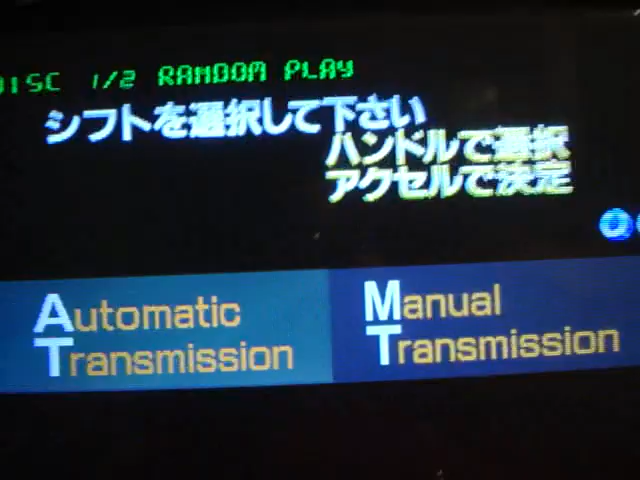 DISC 1/2 RANDOM PLAY
シフトを選択して下さい
ハンドルで選択
アクセルで決定
Automatic
Transmission
Manual
Transmission